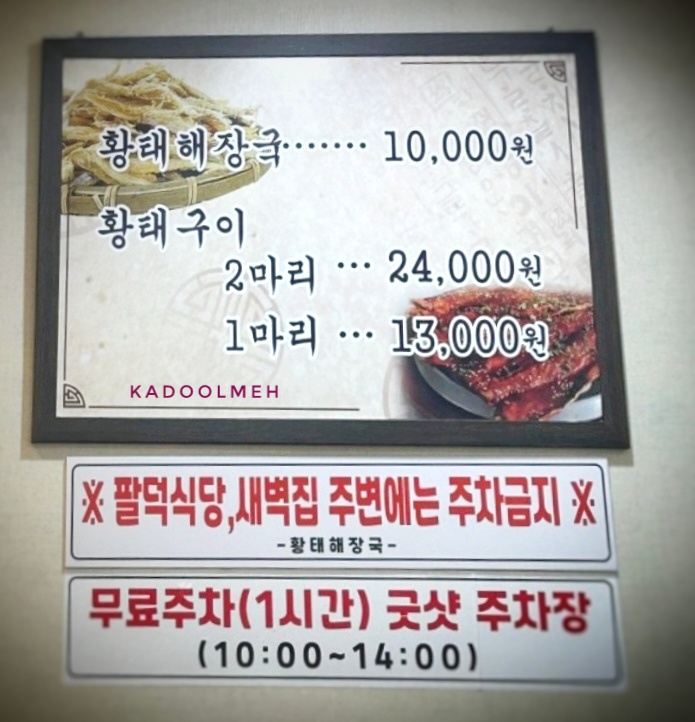 황태해장국······· 10,000원
황태구이
2마리 ··· 24,000원
1마리 ··· 13,000원
KADOOLMEH
※ 팔덕식당,새벽집 주변에는 주차금지 ※
-황태해장국-
무료주차(1시간) 굿샷 주차장
(10:00~14:00)